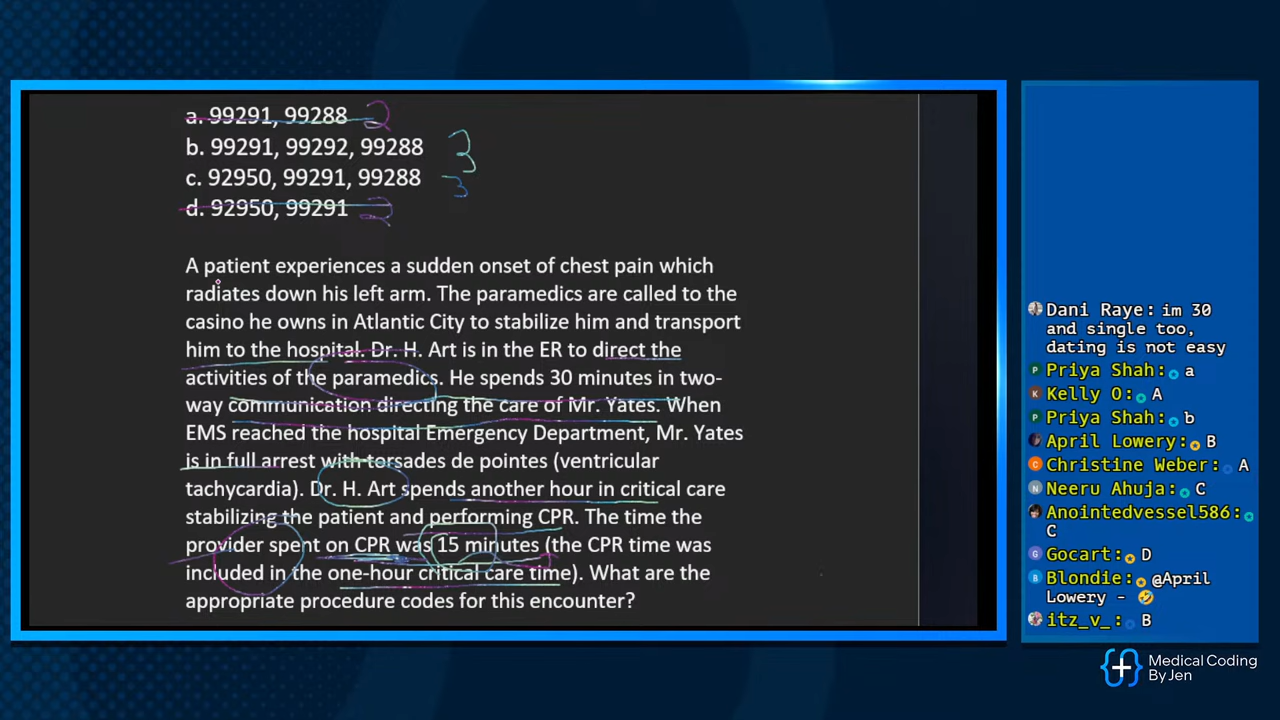 a. 99291, 99288 2
b. 99291, 99292, 99288 3
c. 92950, 99291, 99288 3
d. 92950, 99291 2
A patient experiences a sudden onset of chest pain which
radiates down his left arm. The paramedics are called to the
casino he owns in Atlantic City to stabilize him and transport
him to the hospital. Dr. H. Art is in the ER to direct the
activities of the paramedics. He spends 30 minutes in two-
way communication directing the care of Mr. Yates. When
EMS reached the hospital Emergency Department, Mr. Yates
is in full arrest with torsades de pointes (ventricular
tachycardia). Dr. H. Art spends another hour in critical care
stabilizing the patient and performing CPR. The time the
provider spent on CPR was 15 minutes (the CPR time was
included in the one-hour critical care time). What are the
appropriate procedure codes for this encounter?
Dani Raye: im 30
and single too,
dating is not easy
P Priya Shah: a
Kelly O: A
P Priya Shah: b
April Lowery: B
C Christine Weber: A
N Neeru Ahuja: C
Anointedvessel586:
C
G Gocart: D
B Blondie: @April
Lowery - 🤣
itz_v_: B
Medical Coding
By Jen